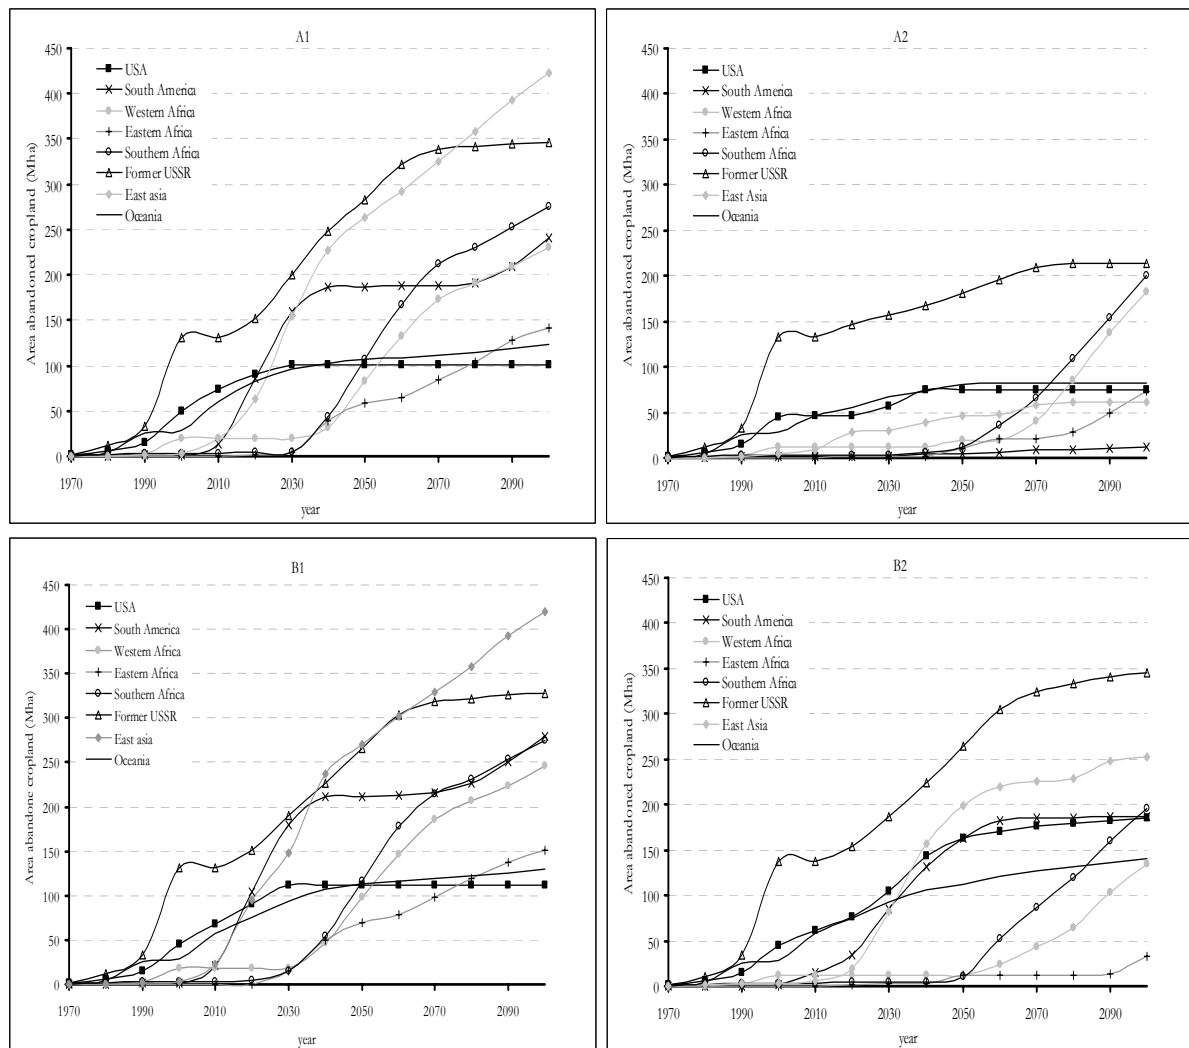 A1
450
400
350
300
250
200
150
100
50
0
Area abandoned cropland (Mha)
USA
South America
Western Africa
Eastern Africa
Southern Africa
Former USSR
East asia
Oceania
1970 1990 2010 2030 2050 2070 2090
year
A2
450
400
350
300
250
200
150
100
50
0
Area abandoned cropland (Mha)
USA
South America
Western Africa
Eastern Africa
Southern Africa
Former USSR
East Asia
Oceania
1970 1990 2010 2030 2050 2070 2090
year
B1
450
400
350
300
250
200
150
100
50
0
Area abandone cropland (Mha)
USA
South America
Western Africa
Eastern Africa
Southern Africa
Former USSR
East asia
Oceania
1970 1990 2010 2030 2050 2070 2090
year
B2
450
400
350
300
250
200
150
100
50
0
Area abandoned cropland (Mha)
USA
South America
Western Africa
Eastern Africa
Southern Africa
Former USSR
East Asia
Oceania
1970 1990 2010 2030 2050 2070 2090
year